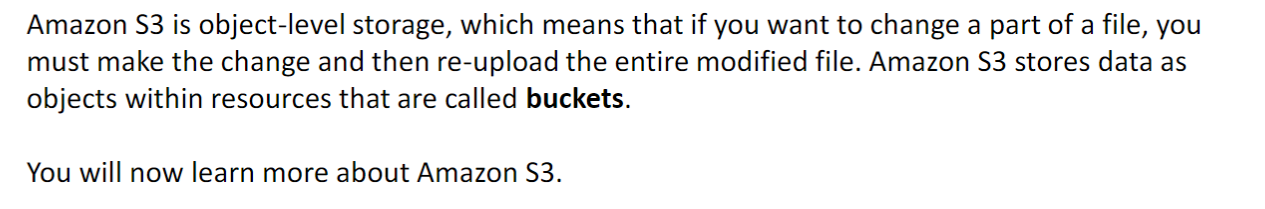 Amazon S3 is object-level storage, which means that if you want to change a part of a file, you
must make the change and then re-upload the entire modified file. Amazon S3 stores data as
objects within resources that are called buckets.
You will now learn more about Amazon S3.